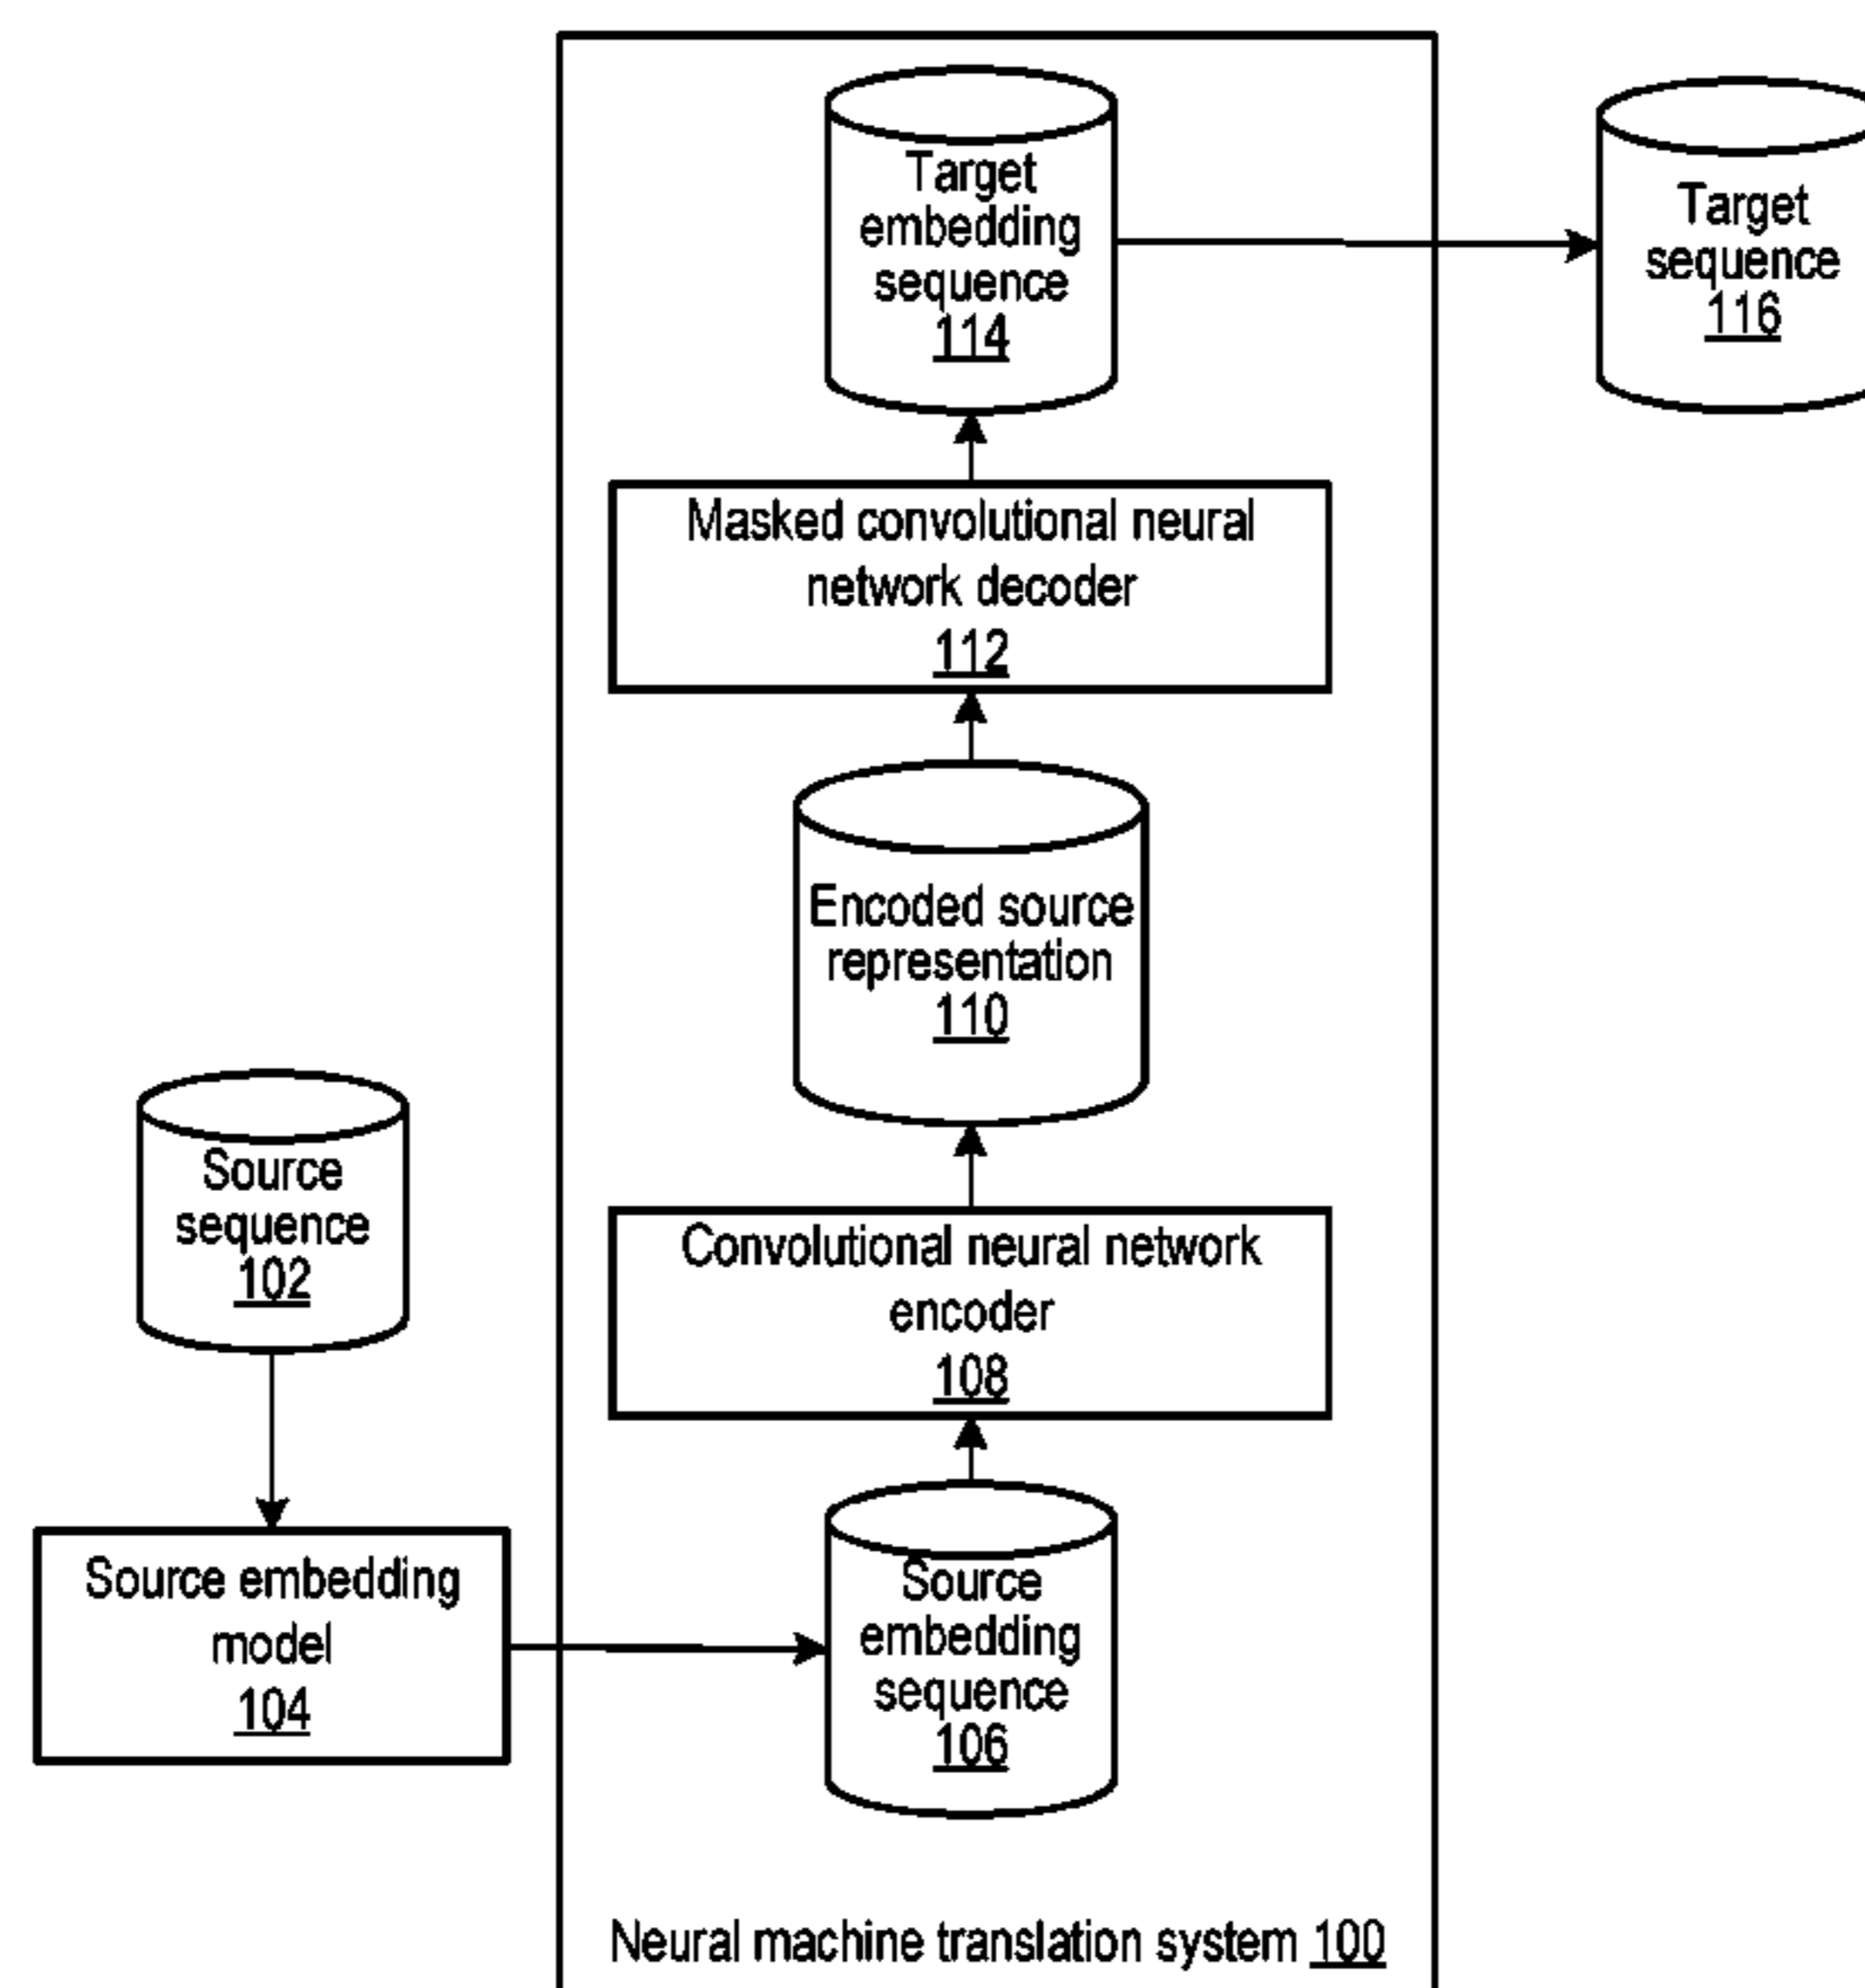 Target
embedding
sequence
114
Target
sequence
116
Masked convolutional neural
network decoder
112
Encoded source
representation
110
Source
sequence
102
Convolutional neural network
encoder
108
Source embedding
model
104
Source
embedding
sequence
106
Neural machine translation system 100